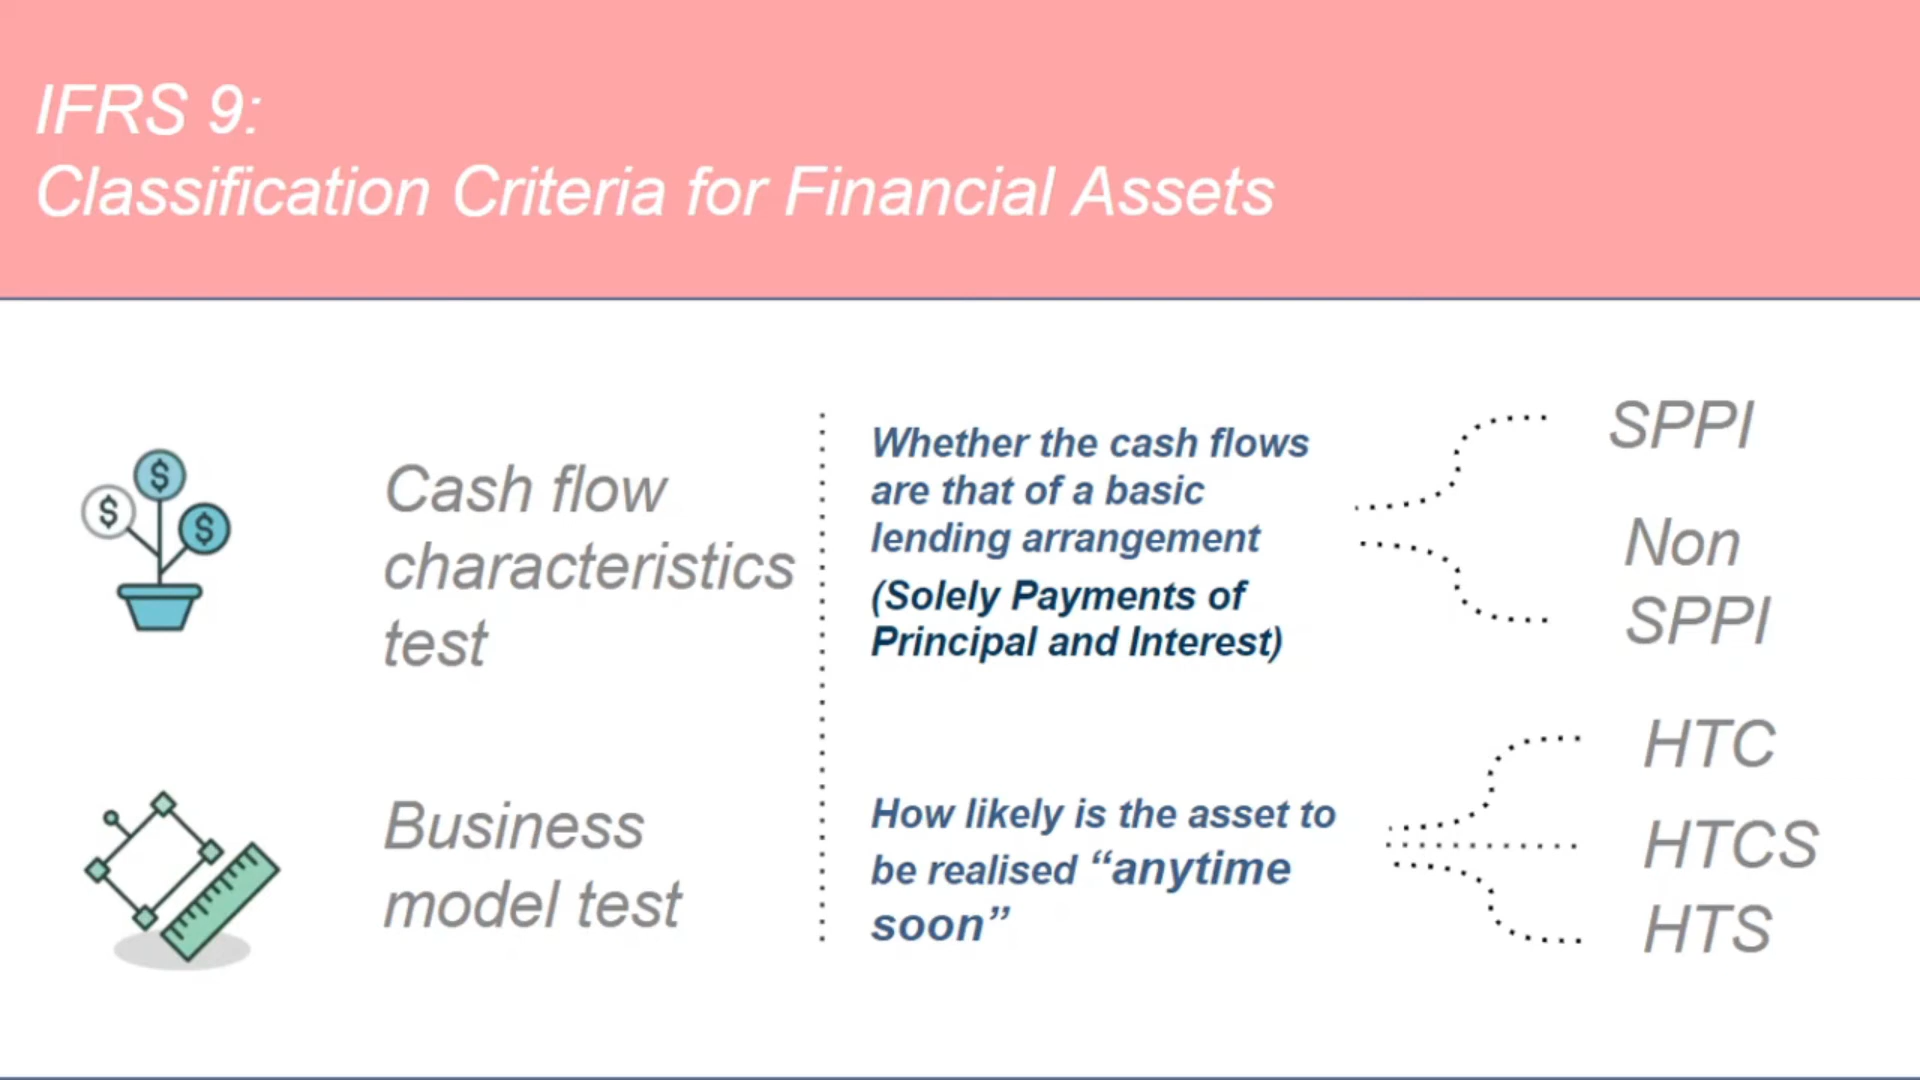 IFRS 9:
Classification Criteria for Financial Assets
$
$
$
Cash flow
characteristics
test
Whether the cash flows
are that of a basic
lending arrangement
(Solely Payments of
Principal and Interest)
SPPI
Non
SPPI
Business
model test
How likely is the asset to
be realised “anytime
soon”
HTC
HTCS
HTS